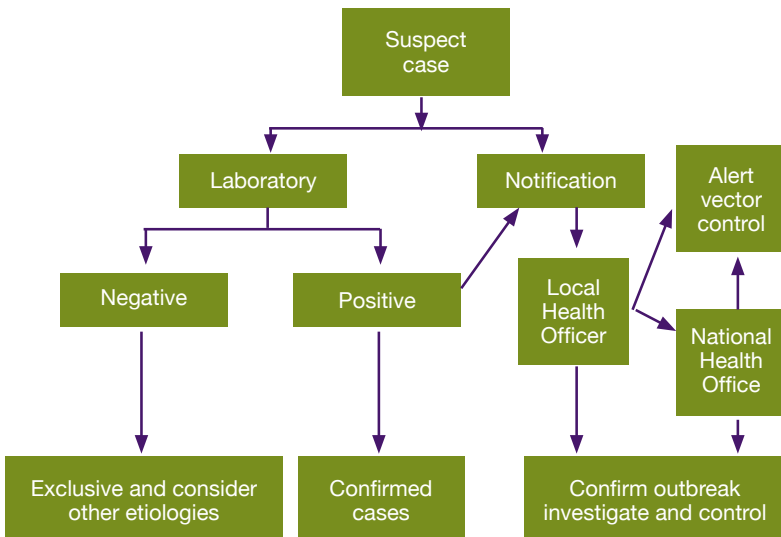 Suspect
case
Laboratory
Notification
Alert
vector
control
Negative
Positive
Local
Health
Officer
National
Health
Office
Exclusive and consider
other etiologies
Confirmed
cases
Confirm outbreak
investigate and control